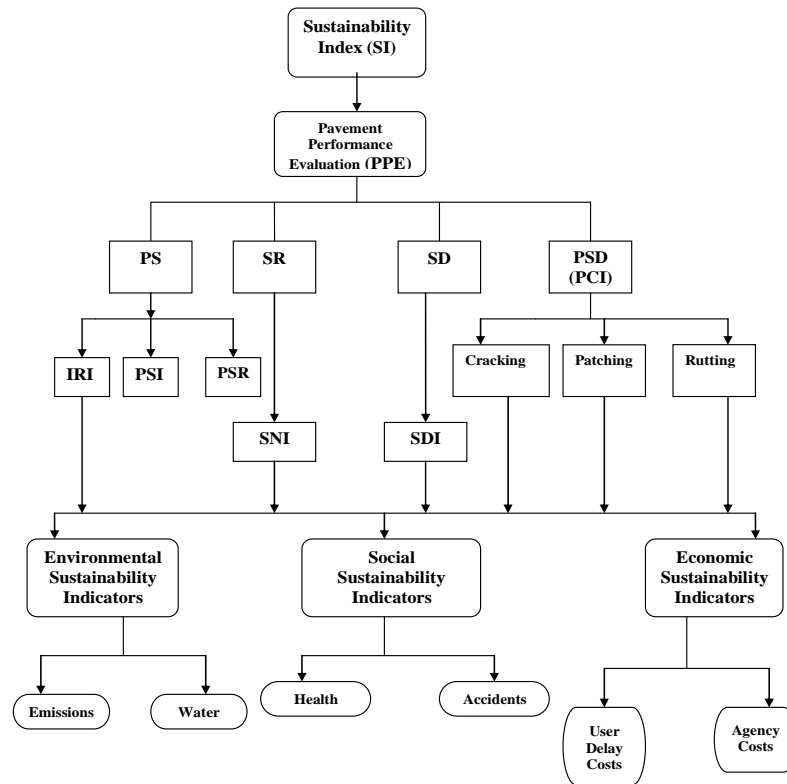 Sustainability
Index (SI)
Pavement
Performance
Evaluation (PPE)
PS
SR
SD
PSD
(PCI)
IRI
PSI
PSR
Cracking
Patching
Rutting
SNI
SDI
Environmental
Sustainability
Indicators
Social
Sustainability
Indicators
Economic
Sustainability
Indicators
Emissions
Water
Health
Accidents
User
Delay
Costs
Agency
Costs